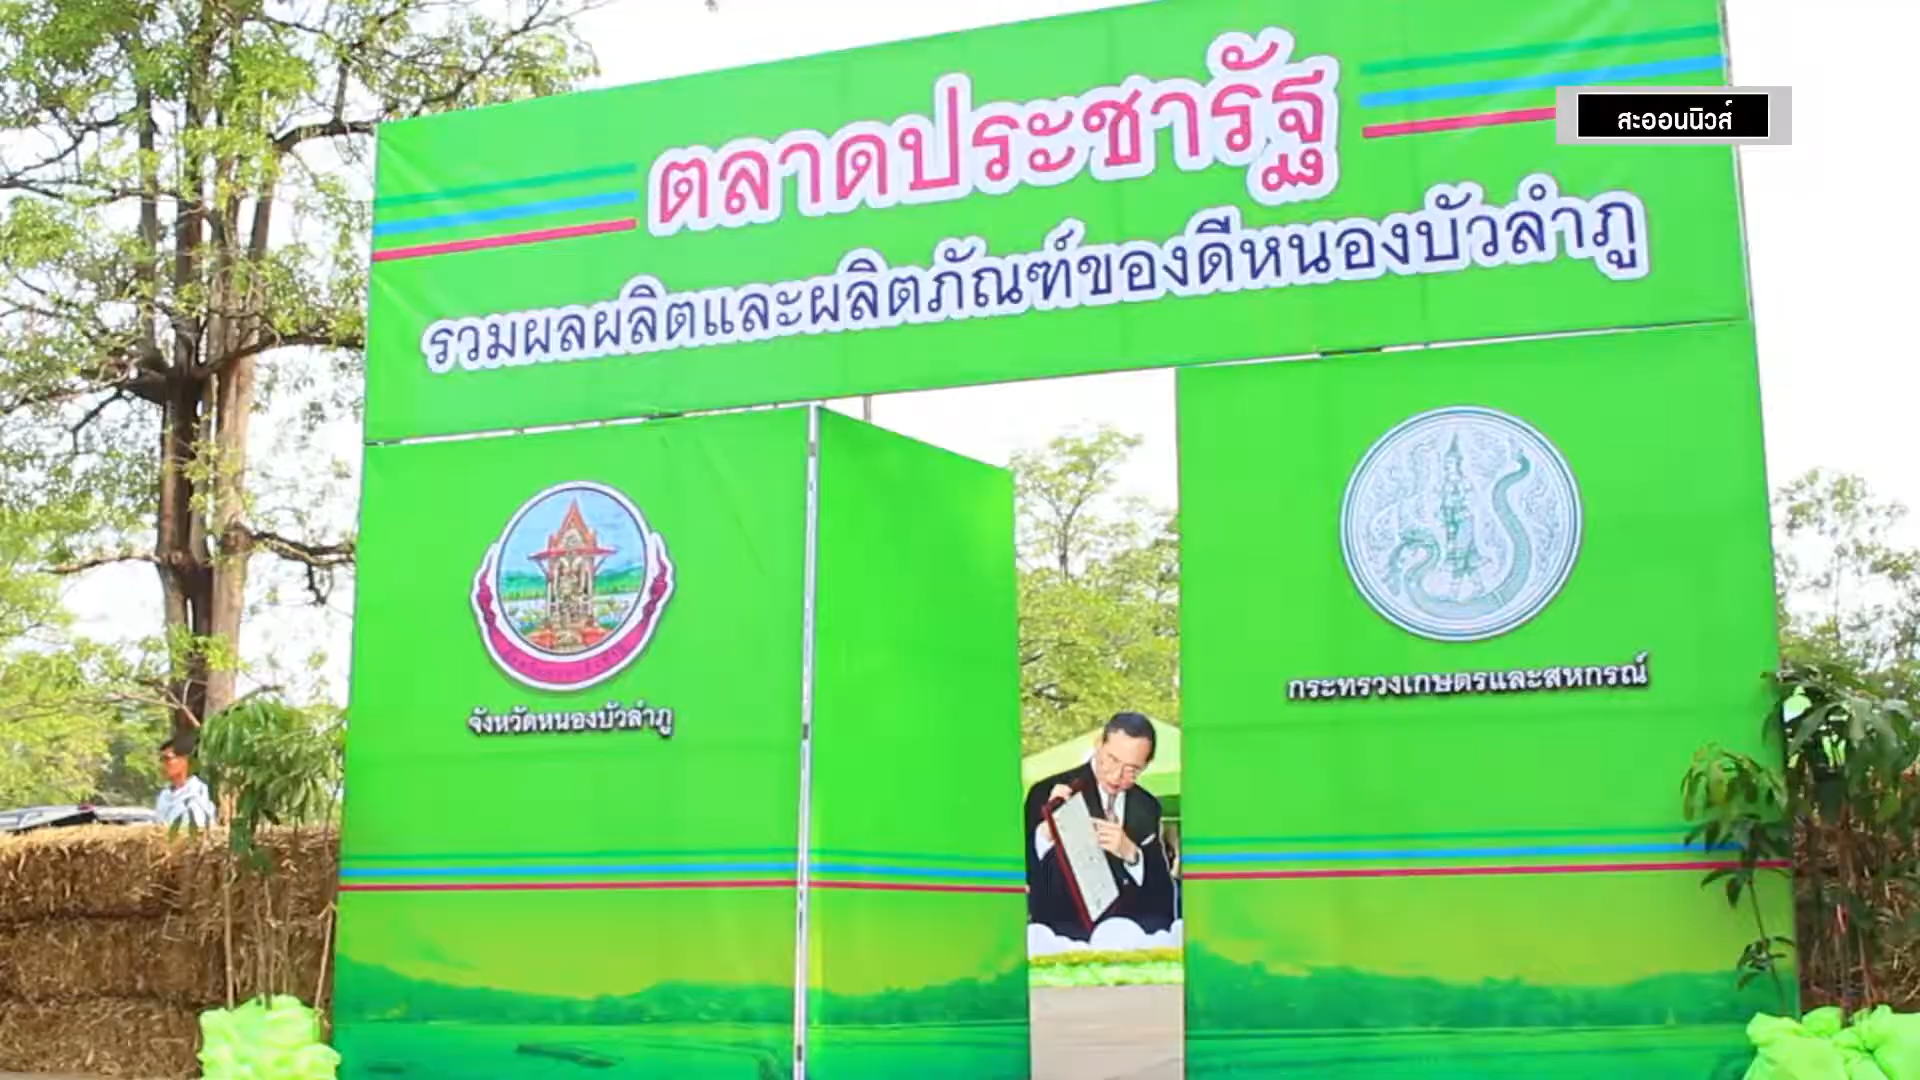 สะออนนิวส์
ตลาดประชารัฐ
รวมผลผลิตและผลิตภัณฑ์ของดีหนองบัวลำภู
จังหวัดหนองบัวลำภู
กระทรวงเกษตรและสหกรณ์